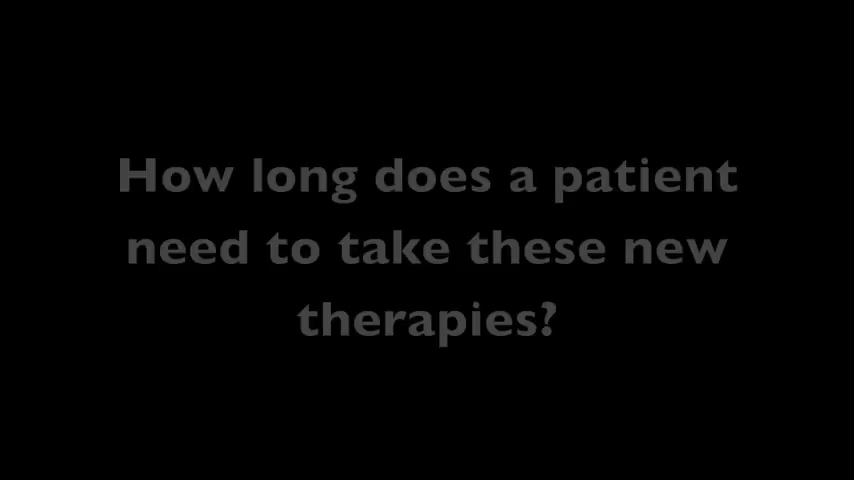 How long does a patient
need to take these new
therapies?